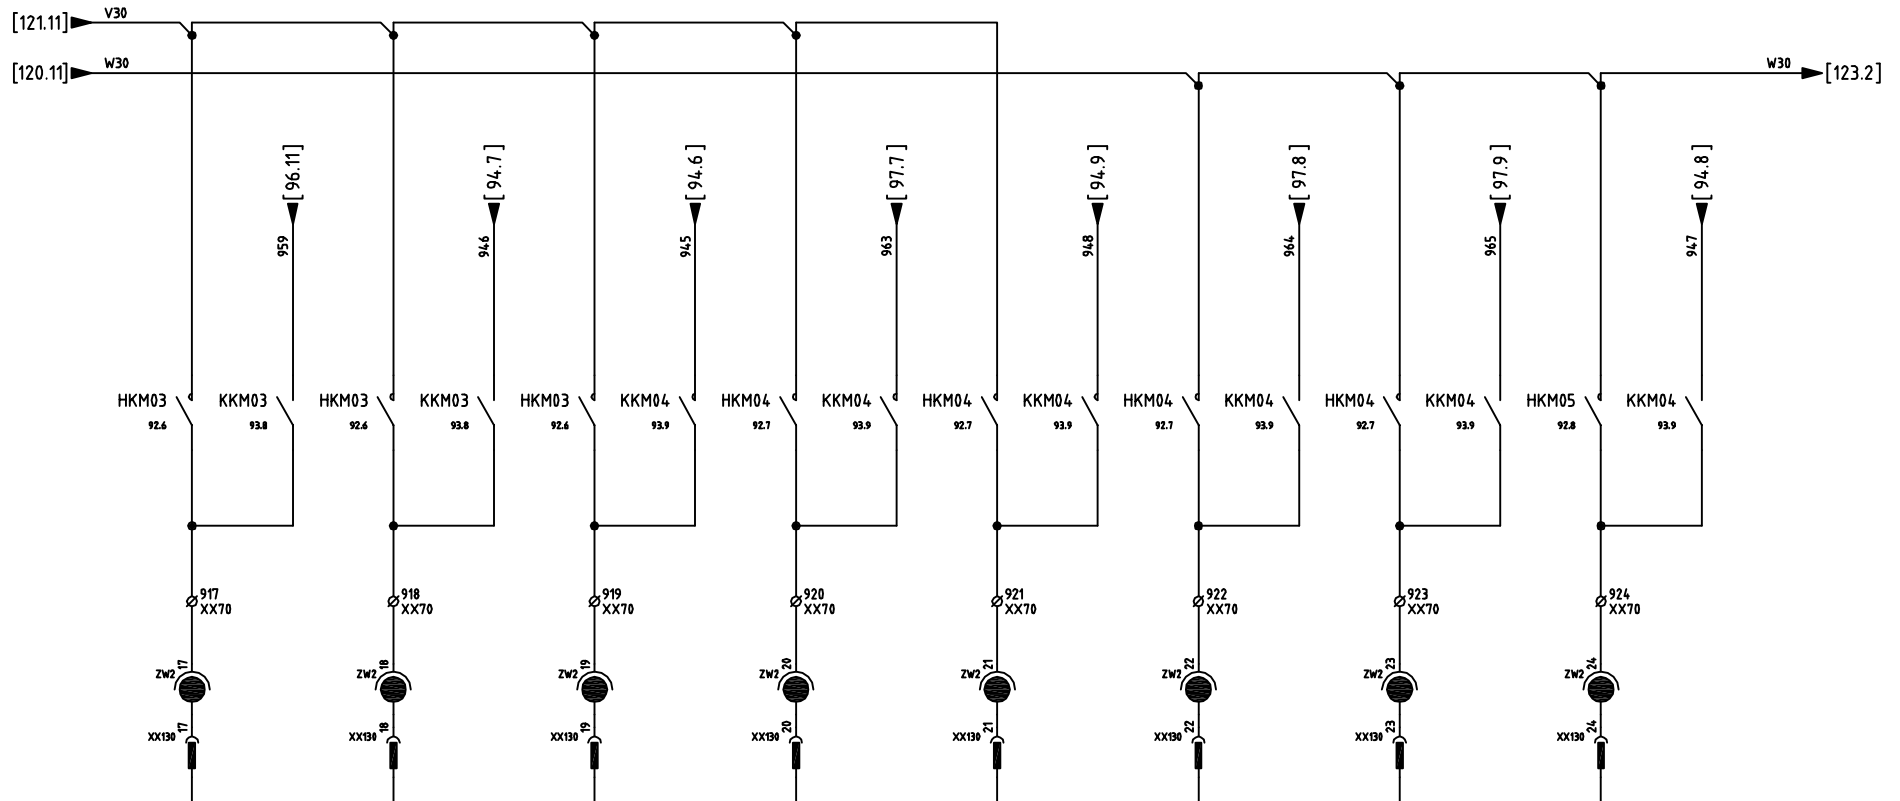 [121.11] V30
[120.11] W30 W30 [123.2]
[96.11] [94.7] [94.6] [97.7] [94.9] [97.8] [97.9] [94.8]
959 946 945 963 948 964 965 947
HKM03 KKM03 HKM03 KKM03 HKM03 KKM04 HKM04 KKM04 HKM04 KKM04 HKM04 KKM04 HKM04 KKM04 HKM05 KKM04
92.6 93.8 92.6 93.8 92.6 93.9 92.7 93.9 92.7 93.9 92.7 93.9 92.7 93.9 92.8 93.9
917 918 919 920 921 922 923 924
XX70 XX70 XX70 XX70 XX70 XX70 XX70 XX70
ZW2 17 ZW2 18 ZW2 19 ZW2 20 ZW2 21 ZW2 22 ZW2 23 ZW2 24
XX130 17 XX130 18 XX130 19 XX130 20 XX130 21 XX130 22 XX130 23 XX130 24